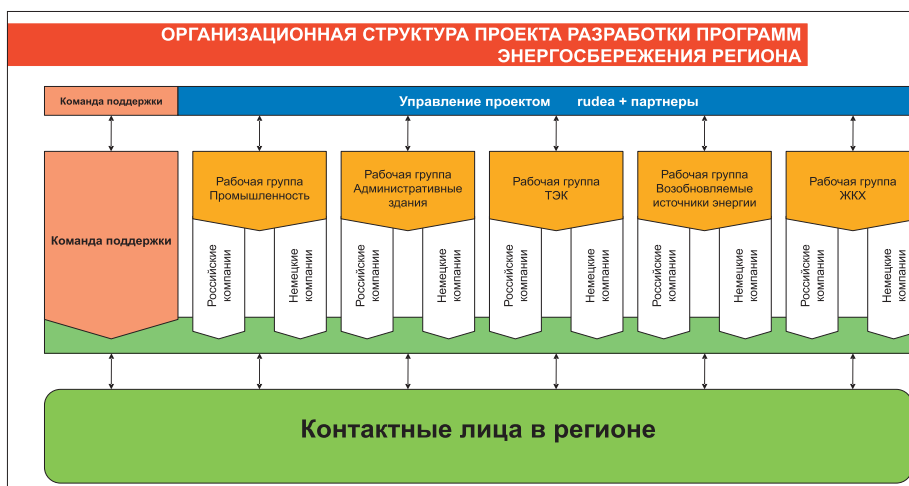 ОРГАНИЗАЦИОННАЯ СТРУКТУРА ПРОЕКТА РАЗРАБОТКИ ПРОГРАММ
ЭНЕРГОСБЕРЕЖЕНИЯ РЕГИОНА
Команда поддержки
Управление проектом rudea + партнеры
Команда поддержки
Рабочая группа
Промышленность
Рабочая группа
Административные
здания
Рабочая группа
ТЭК
Рабочая группа
Возобновляемые
источники энергии
Рабочая группа
ЖКХ
Российские
компании
Немецкие
компании
Российские
компании
Немецкие
компании
Российские
компании
Немецкие
компании
Российские
компании
Немецкие
компании
Российские
компании
Немецкие
компании
Контактные лица в регионе